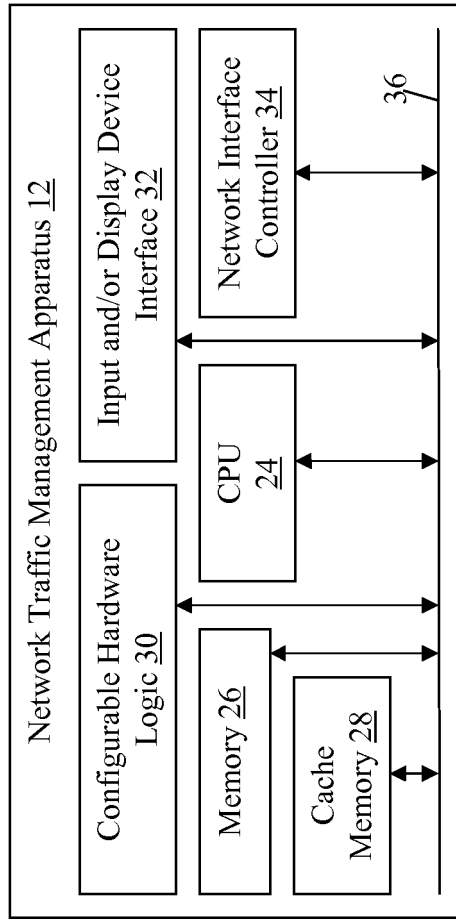 Network Traffic Management Apparatus 12
Configurable Hardware
Logic 30
Input and/or Display Device
Interface 32
Memory 26
CPU
24
Network Interface
Controller 34
Cache
Memory 28
36